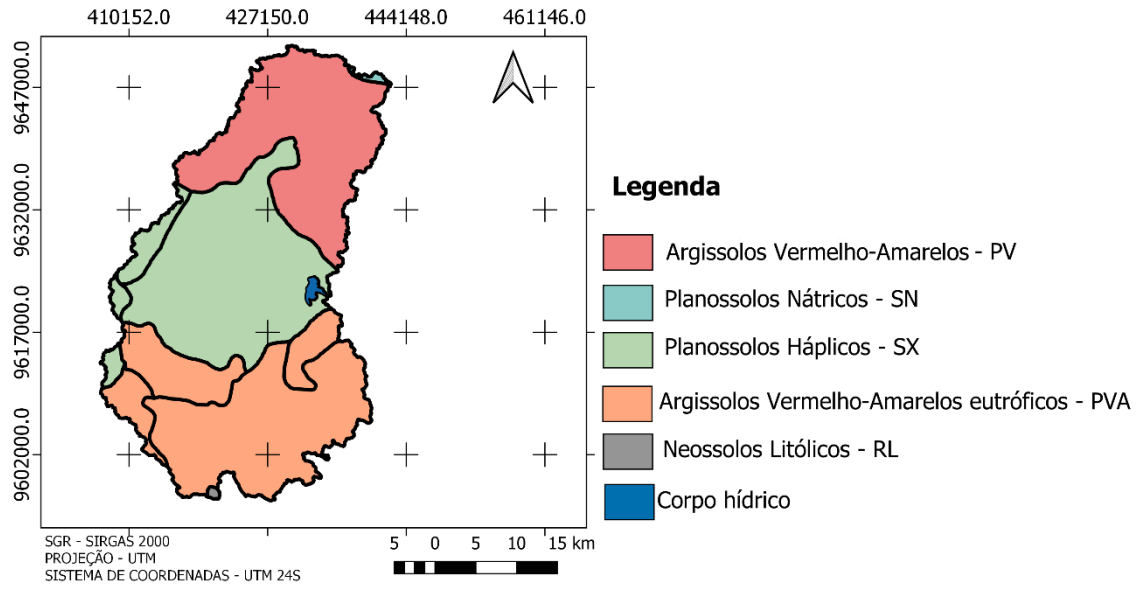 410152.0 427150.0 444148.0 461146.0
9647000.0
9632000.0
9617000.0
9602000.0
Legenda
Argissolos Vermelho-Amarelos - PV
Planossolos Nátricos - SN
Planossolos Háplicos - SX
Argissolos Vermelho-Amarelos eutróficos - PVA
Neossolos Litólicos - RL
Corpo hídrico
SGR - SIRGAS 2000
PROJEÇÃO - UTM
SISTEMA DE COORDENADAS - UTM 24S
5 0 5 10 15 km